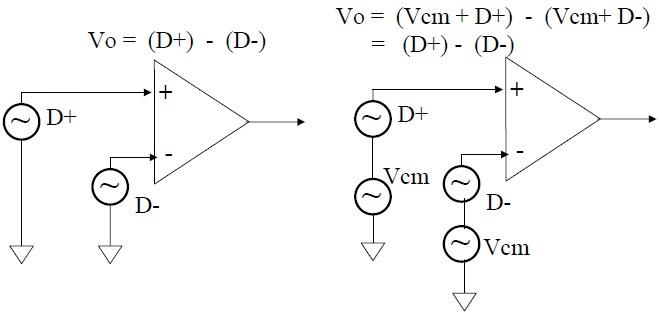 Vo = (D+) - (D-)
+
D+
-
D-
Vo = (Vcm + D+) - (Vcm+ D-)
= (D+) - (D-)
+
D+
-
Vcm
D-
Vcm